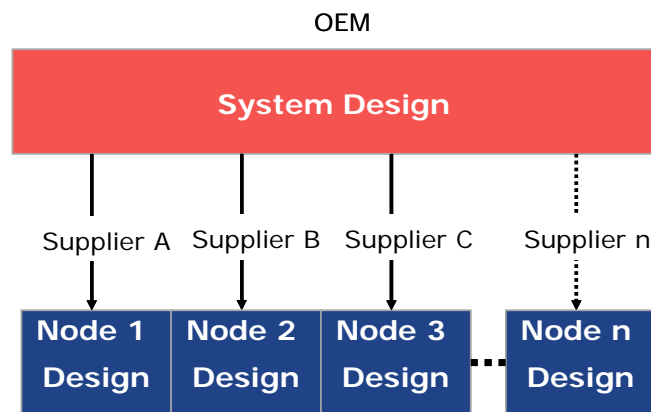 OEM
System Design
Supplier A
Supplier B
Supplier C
Supplier n
Node 1
Design
Node 2
Design
Node 3
Design
Node n
Design